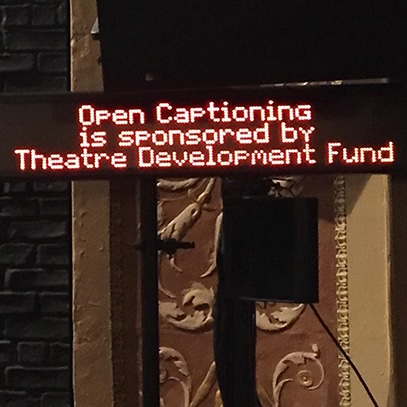 Open Captioning
is sponsored by
Theatre Development Fund